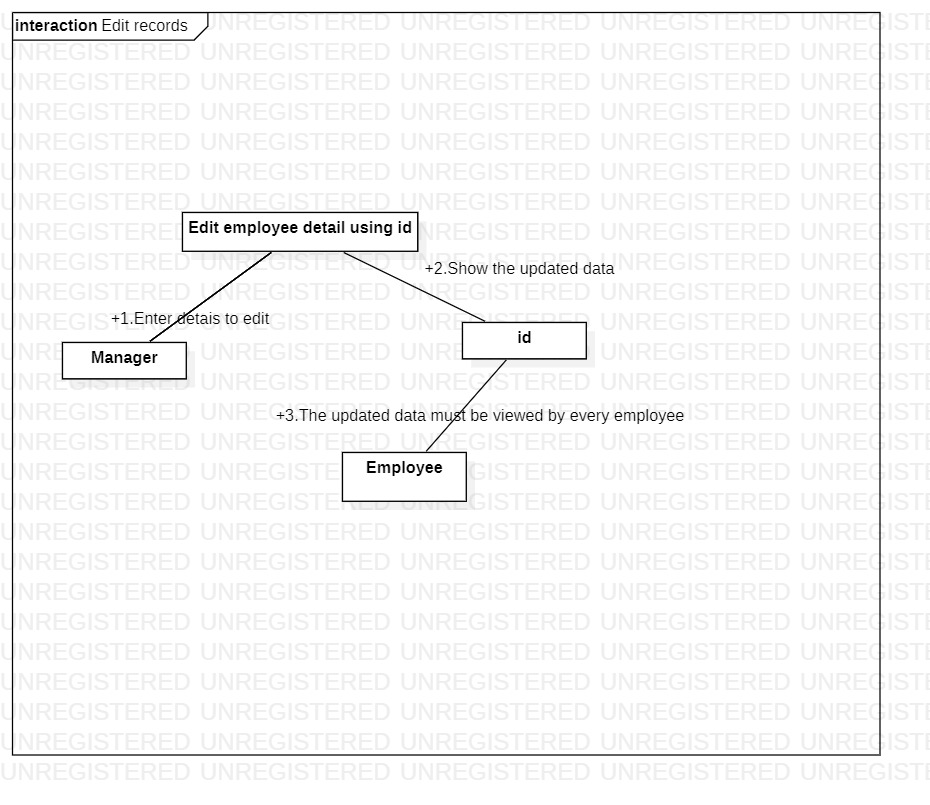 interaction Edit records
Edit employee detail using id
+2.Show the updated data
+1.Enter detais to edit
id
Manager
+3.The updated data must be viewed by every employee
Employee
UNREGISTERED